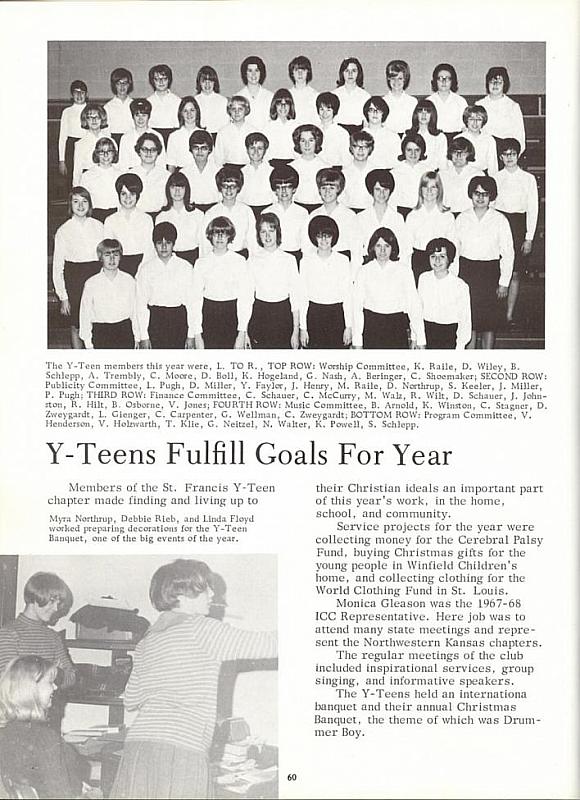 The Y-Teen members this year were, L. TO R., TOP ROW: Worship Committee, K. Raile, D. Wiley, B.
Schlepp, A. Trembly, C. Moore, D. Boll, K. Hogeland, G. Nash, A. Beringer, C. Shoemaker; SECOND ROW:
Publicity Committee, L. Pugh, D. Miller, Y. Faylor, J. Henry, M. Raile, D. Northrup, S. Keeler, J. Miller,
P. Pugh; THIRD ROW: Finance Committee, C. Schauer, C. McCurry, M. Walz, R. Wilt, D. Schauer, J. John-
ston, R. Hilt, B. Osborne, V. Jones; FOURTH ROW: Music Committee, B. Arnold, K. Winston, C. Stagner, D.
Zweygardt, L. Gienger, C. Carpenter, G. Wellman, C. Zweygardt; BOTTOM ROW: Program Committee, V.
Henderson, V. Holzwarth, T. Klie, G. Neitzel, N. Walter, K. Powell, S. Schlepp.
Y-Teens Fulfill Goals For Year
Members of the St. Francis Y-Teen
chapter made finding and living up to
Myra Northrup, Debbie Rieb, and Linda Floyd
worked preparing decorations for the Y-Teen
Banquet, one of the big events of the year.
their Christian ideals an important part
of this year's work, in the home,
school, and community.
Service projects for the year were
collecting money for the Cerebral Palsy
Fund, buying Christmas gifts for the
young people in Winfield Children's
home, and collecting clothing for the
World Clothing Fund in St. Louis.
Monica Gleason was the 1967-68
ICC Representative. Here job was to
attend many state meetings and repre-
sent the Northwestern Kansas chapters.
The regular meetings of the club
included inspirational services, group
singing, and informative speakers.
The Y-Teens held an internationa
banquet and their annual Christmas
Banquet, the theme of which was Drum-
mer Boy.
60